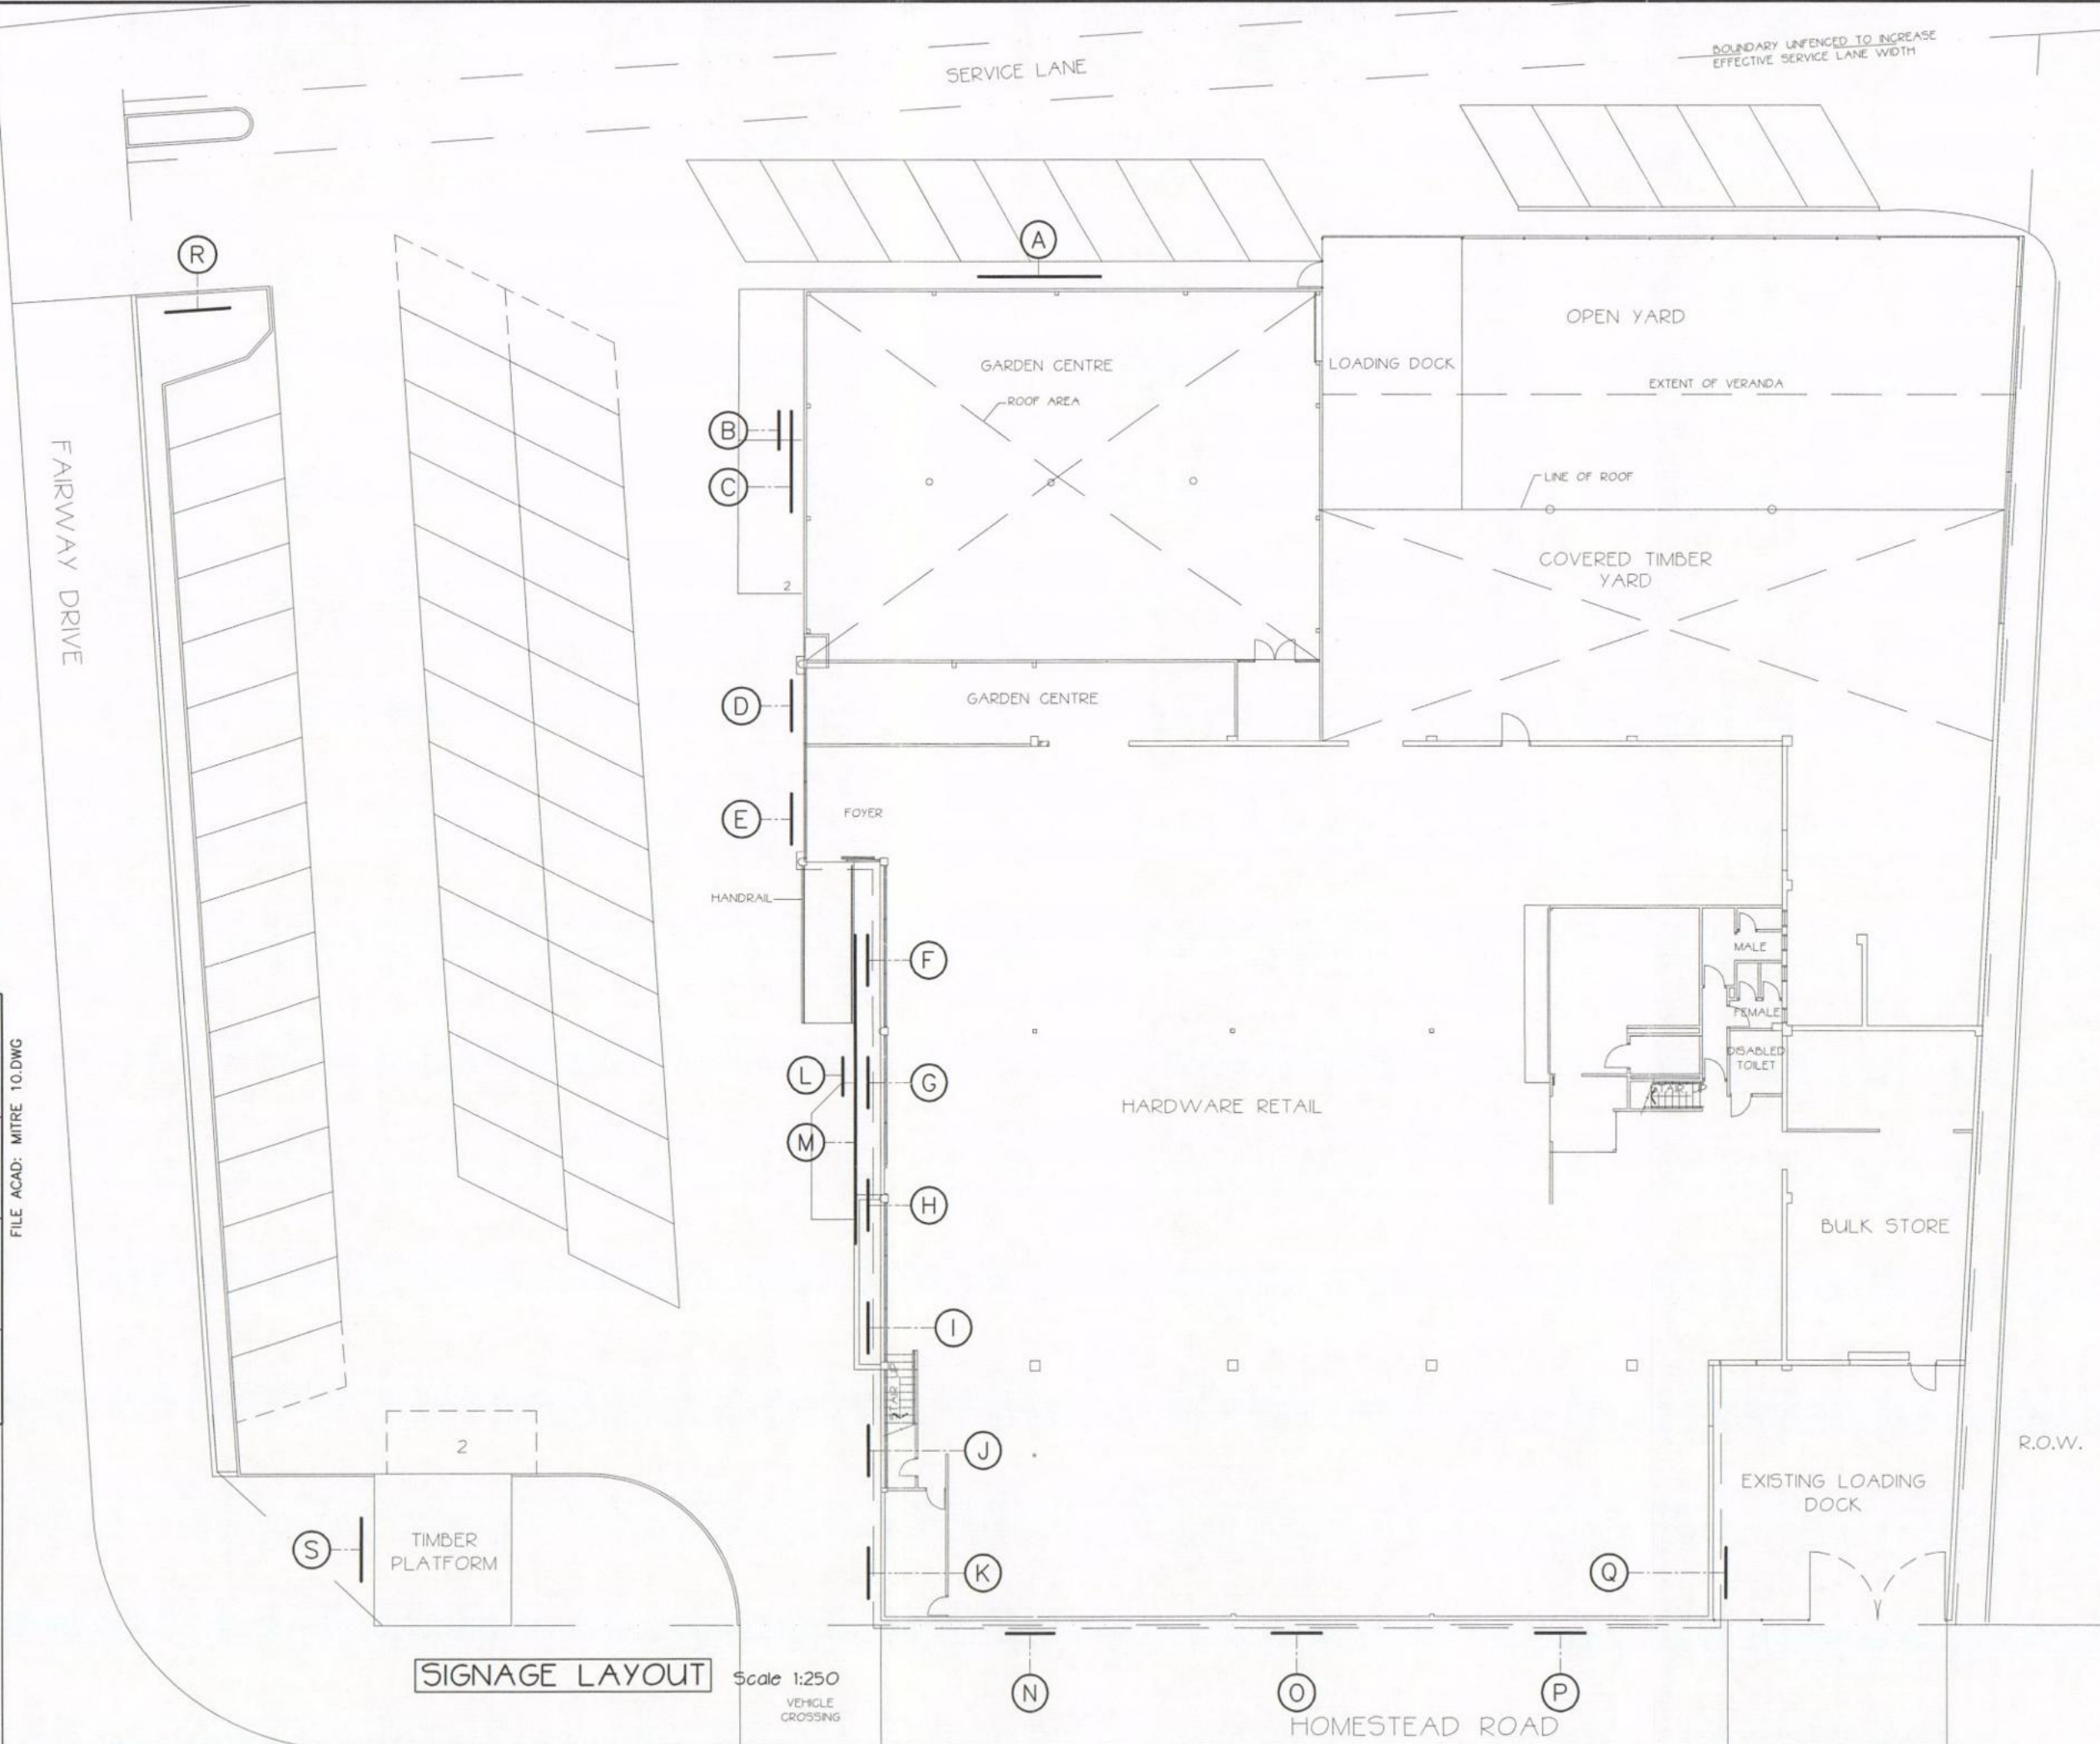 BOUNDARY UNFENCED TO INCREASE
EFFECTIVE SERVICE LANE WIDTH
SERVICE LANE
R
A
OPEN YARD
GARDEN CENTRE
LOADING DOCK
EXTENT OF VERANDA
ROOF AREA
B
C
LINE OF ROOF
FAIRWAY DRIVE
COVERED TIMBER
YARD
2
D
GARDEN CENTRE
E
FOYER
HANDRAIL
F
MALE
FEMALE
DISABLED
TOILET
L
G
STAIR
HARDWARE RETAIL
M
H
BULK STORE
FILE ACAD: MITRE 10.DWG
I
STAIR
2
J
R.O.W.
EXISTING LOADING
DOCK
S
TIMBER
PLATFORM
K
Q
SIGNAGE LAYOUT
Scale 1:250
VEHICLE
CROSSING
N
O
P
HOMESTEAD ROAD